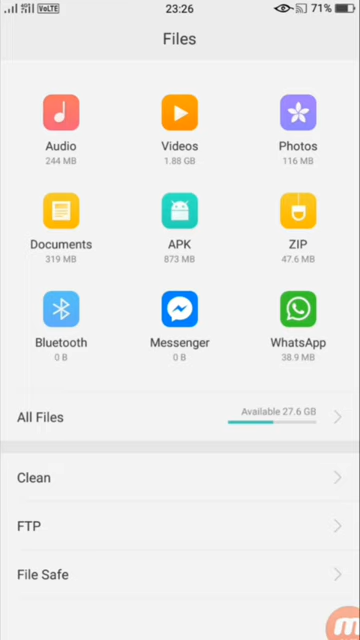 4G VoLTE 23:26 71%
Files
Audio Videos Photos
244 MB 1.88 GB 116 MB
Documents APK ZIP
319 MB 873 MB 47.6 MB
Bluetooth Messenger WhatsApp
0 B 0 B 38.9 MB
All Files Available 27.6 GB
Clean
FTP
File Safe